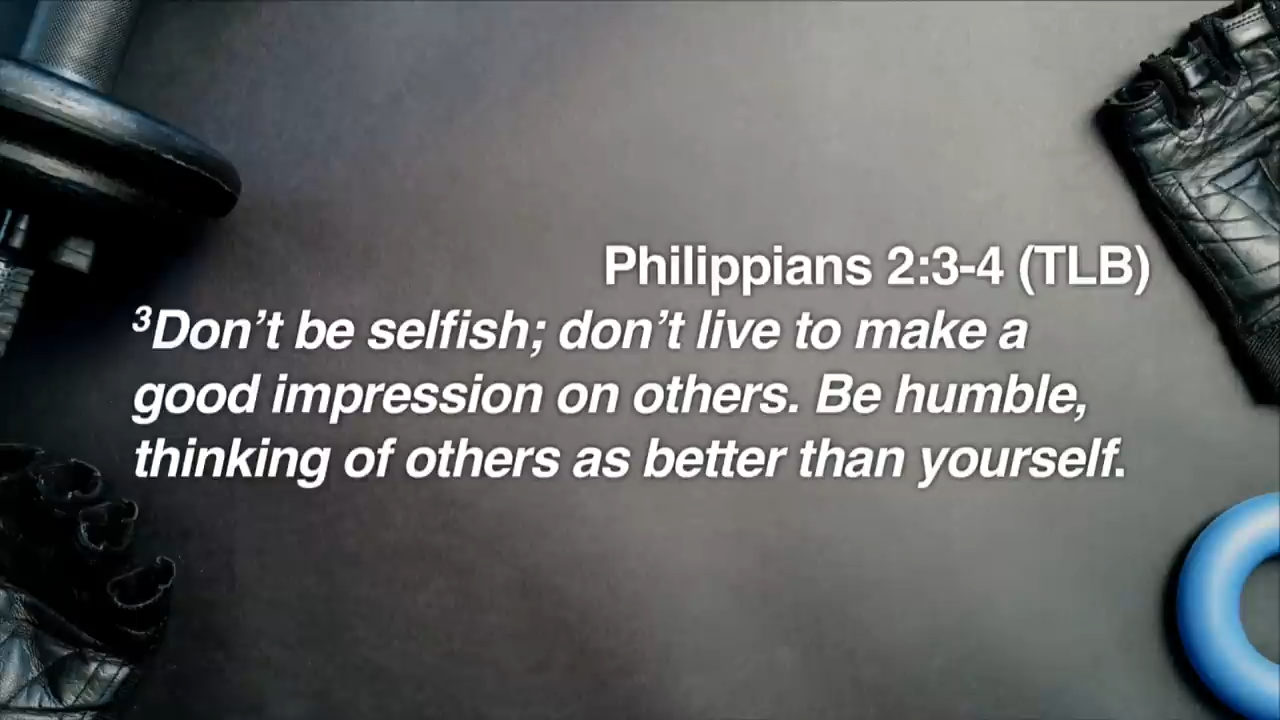 Philippians 2:3-4 (TLB)
³Don’t be selfish; don’t live to make a
good impression on others. Be humble,
thinking of others as better than yourself.